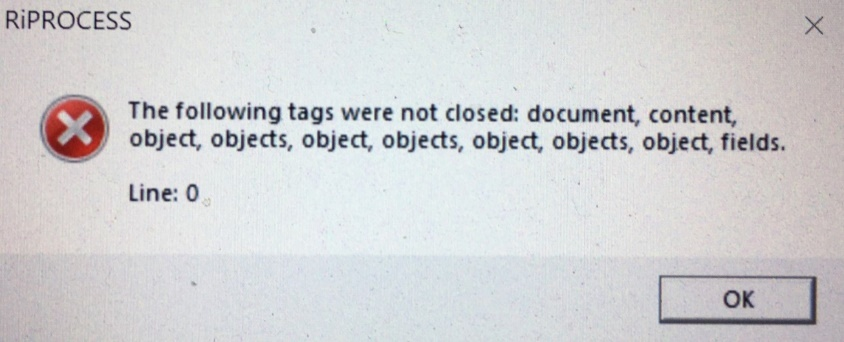 RiPROCESS
The following tags were not closed: document, content,
object, objects, object, objects, object, objects, object, fields.
Line: 0
OK